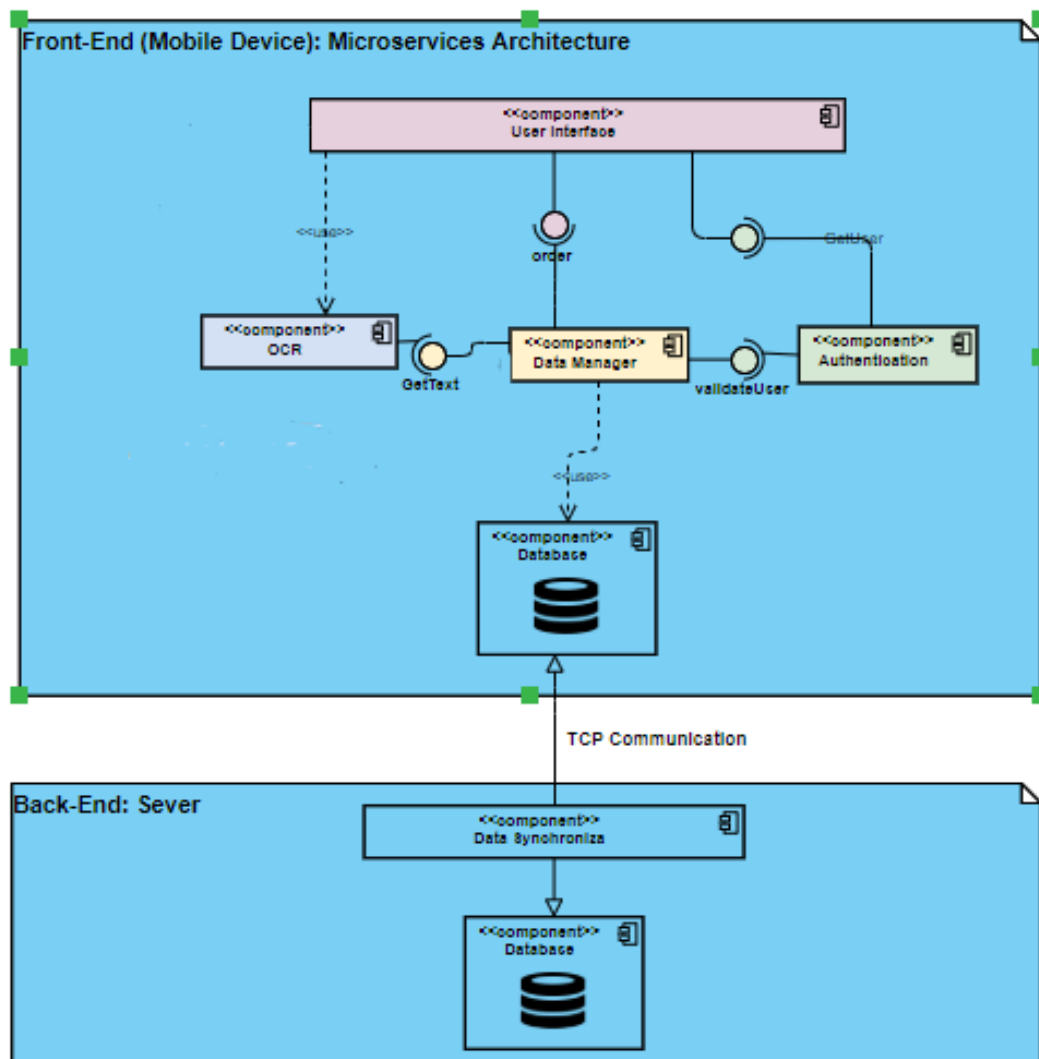 Front-End (Mobile Device): Microservices Architecture
<<component>>
User Interface
<<use>>
order
GetUser
<<component>>
OCR
GetText
<<component>>
Data Manager
validateUser
<<component>>
Authentication
<<use>>
<<component>>
Database
TCP Communication
Back-End: Sever
<<component>>
Data Synchroniza
<<component>>
Database